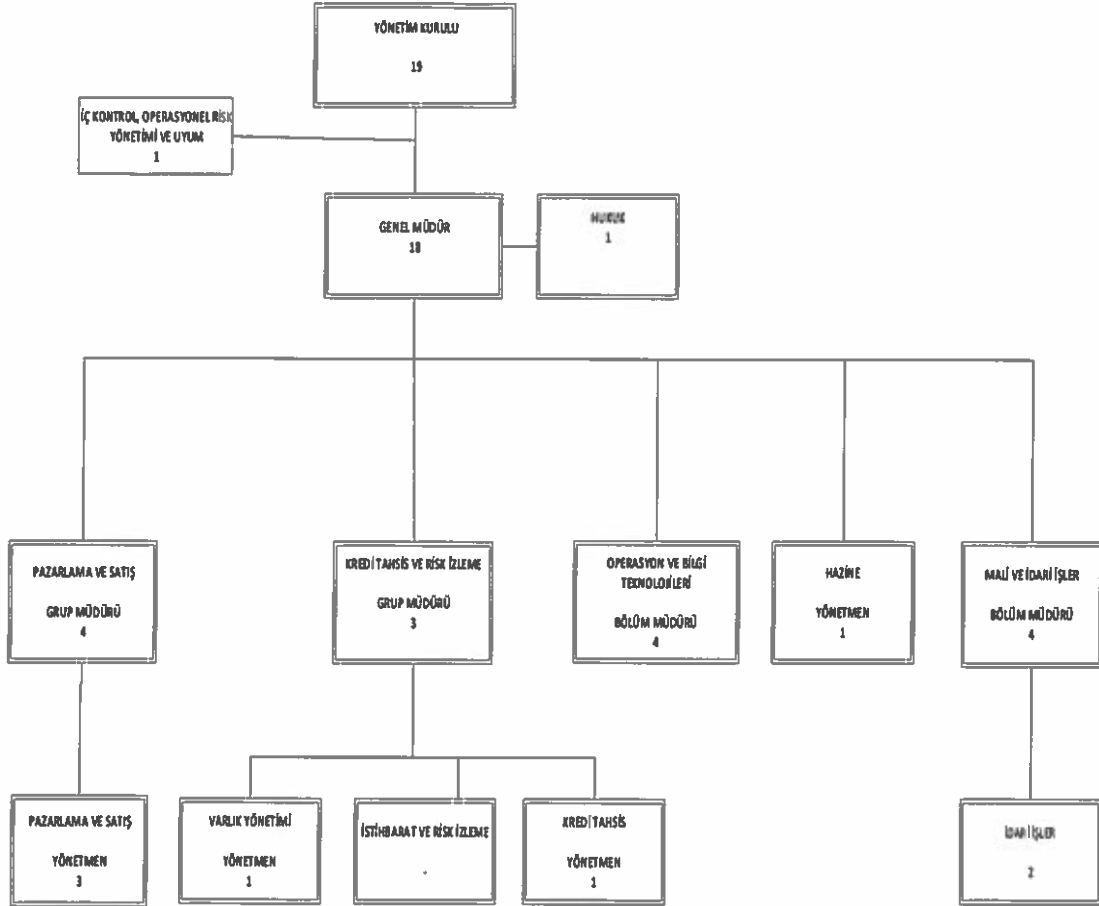 YÖNETİM KURULU
19
İÇ KONTROL, OPERASYONEL RİSK
YÖNETİMİ VE UYUM
1
GENEL MÜDÜR
18
HUKUK
1
PAZARLAMA VE SATIŞ
GRUP MÜDÜRÜ
4
KREDİ TAHSİS VE RİSK İZLEME
GRUP MÜDÜRÜ
3
OPERASYON VE BİLGİ
TEKNOLOJİLERİ
BÖLÜM MÜDÜRÜ
4
HAZİNE
YÖNETMEN
1
MALİ VE İDARİ İŞLER
BÖLÜM MÜDÜRÜ
4
PAZARLAMA VE SATIŞ
YÖNETMEN
3
VARLIK YÖNETİMİ
YÖNETMEN
1
İSTİHBARAT VE RİSK İZLEME
-
KREDİ TAHSİS
YÖNETMEN
1
İDARİ İŞLER
2